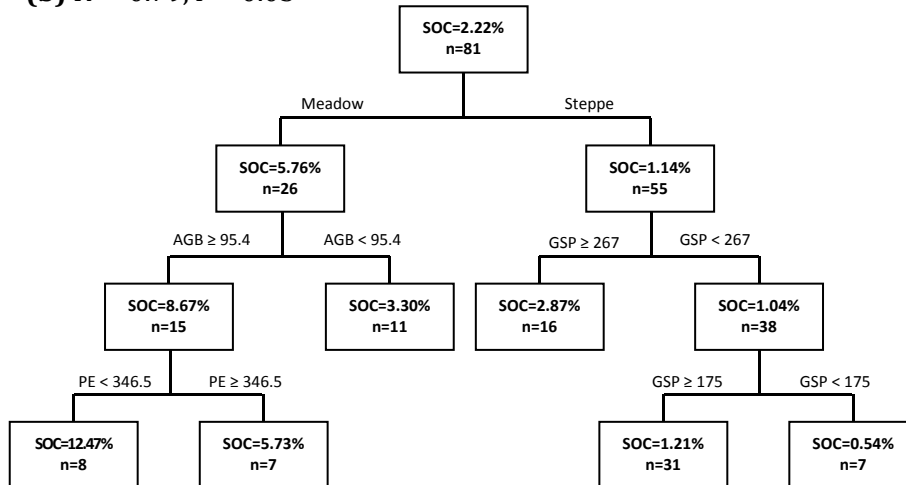 SOC=2.22%
n=81
Meadow
Steppe
SOC=5.76%
n=26
SOC=1.14%
n=55
AGB ≥ 95.4
AGB < 95.4
GSP ≥ 267
GSP < 267
SOC=8.67%
n=15
SOC=3.30%
n=11
SOC=2.87%
n=16
SOC=1.04%
n=38
PE < 346.5
PE ≥ 346.5
GSP ≥ 175
GSP < 175
SOC=12.47%
n=8
SOC=5.73%
n=7
SOC=1.21%
n=31
SOC=0.54%
n=7